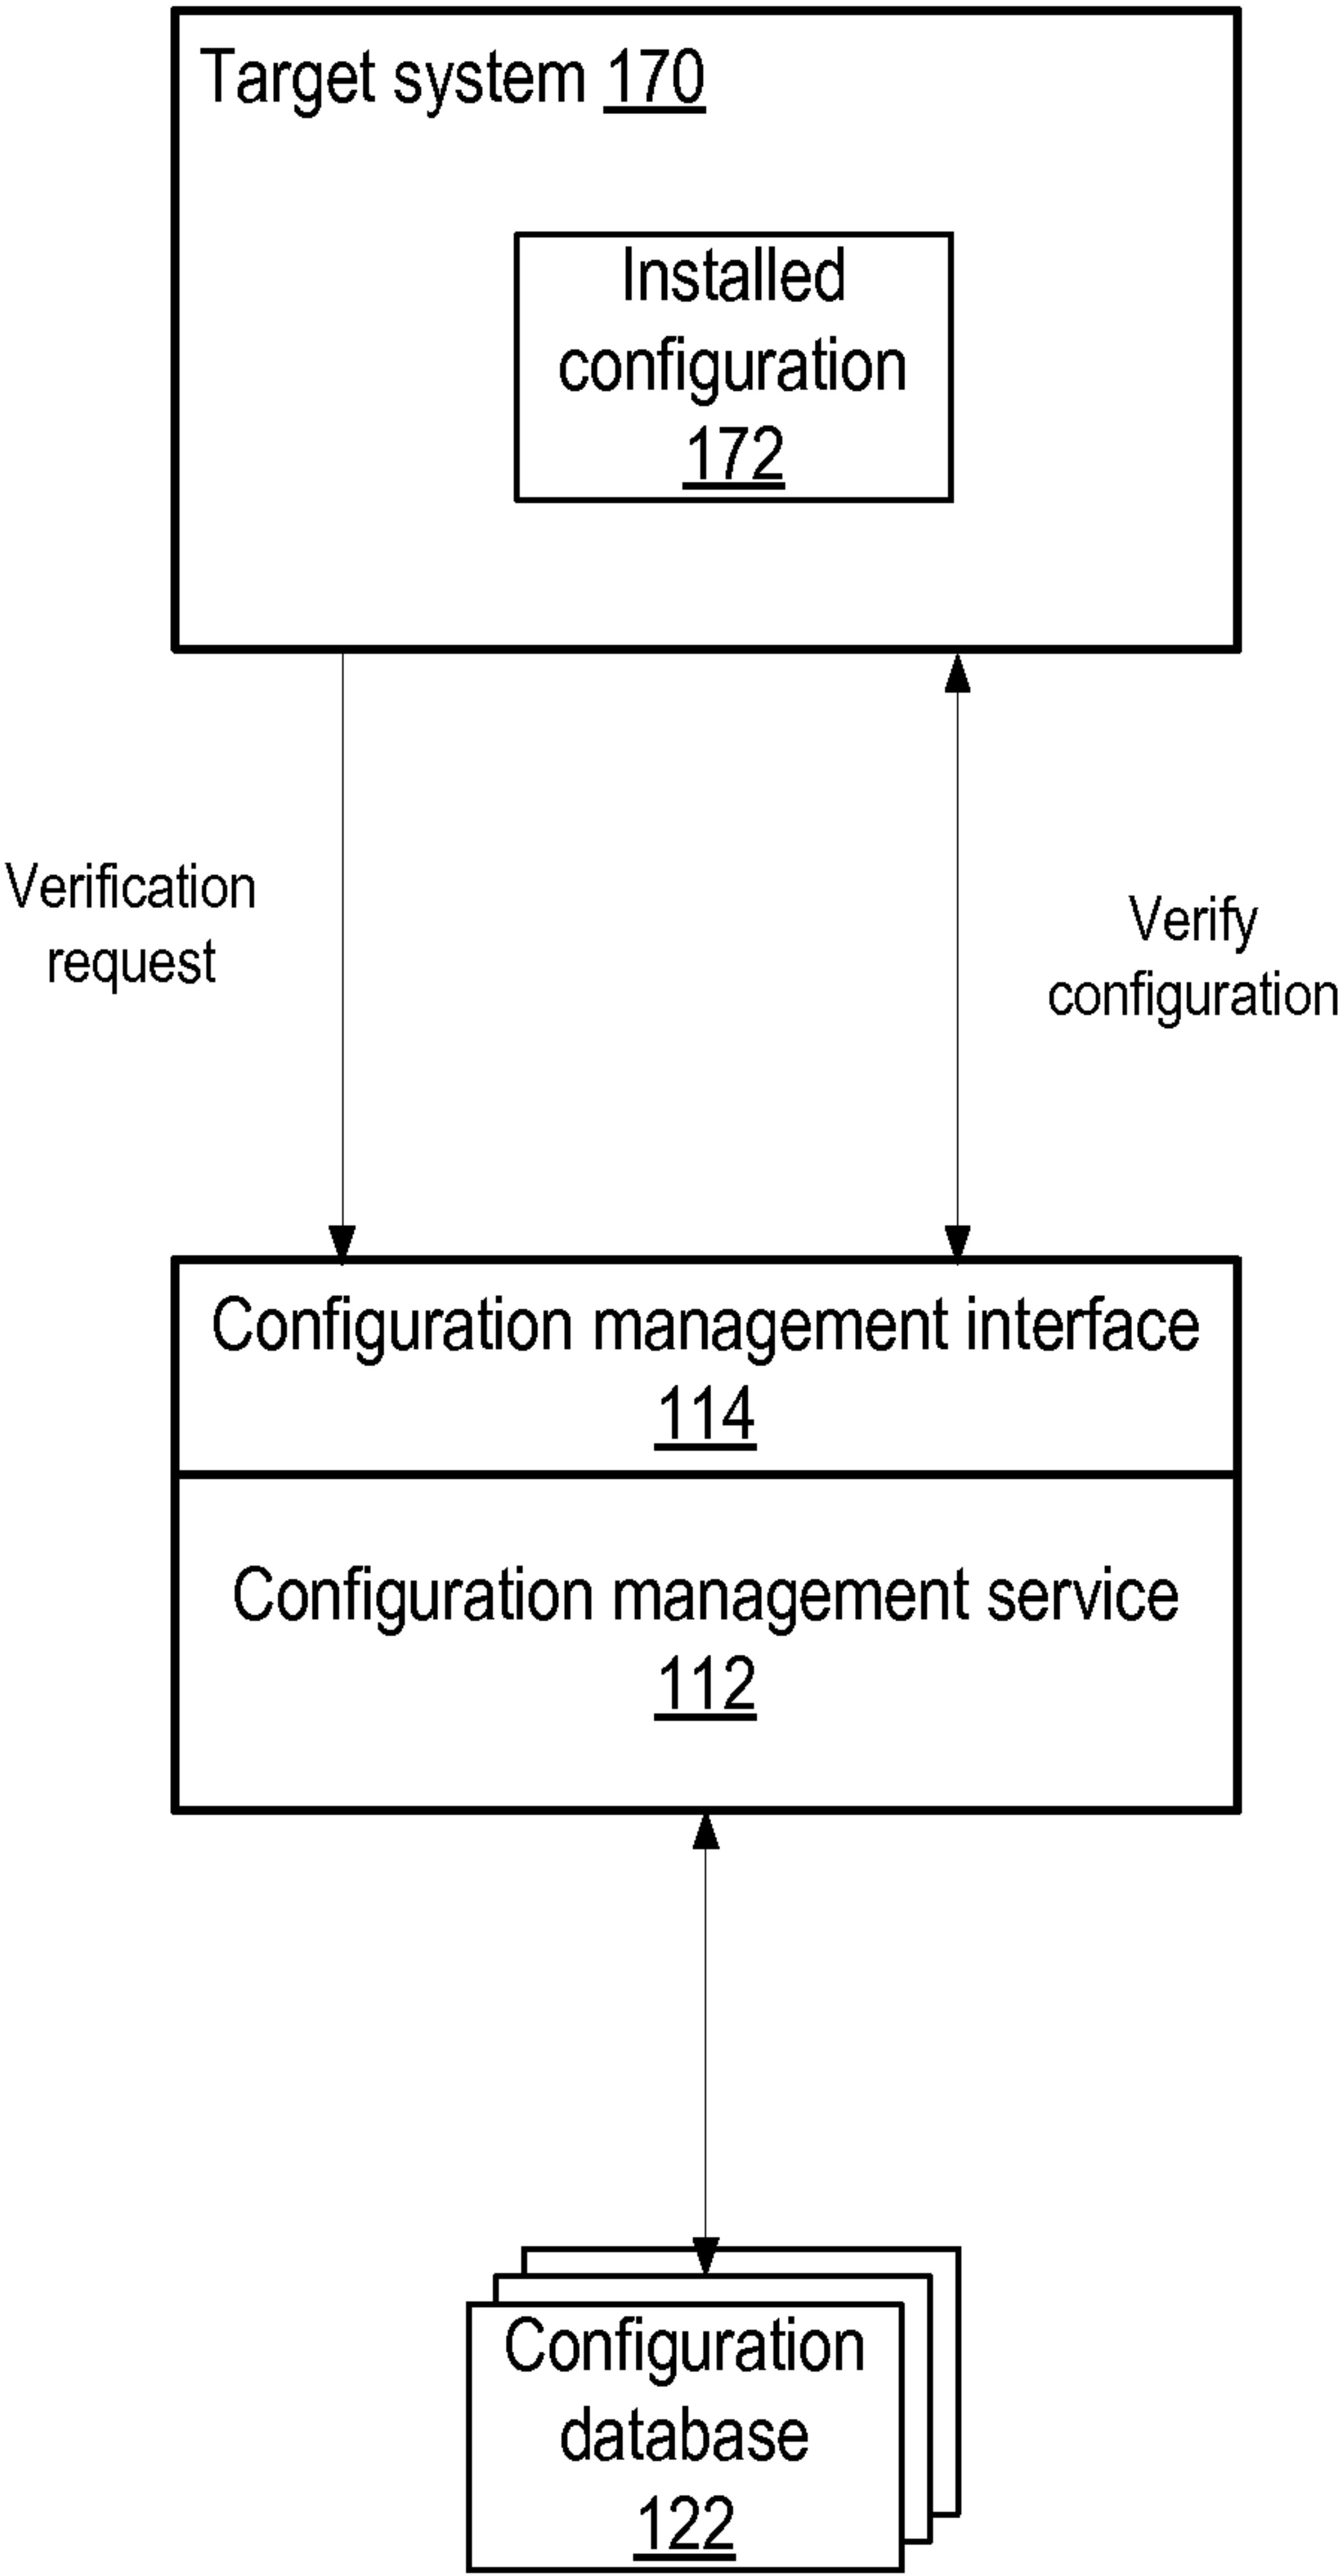 Target system 170
Installed
configuration
172
Verification
request
Verify
configuration
Configuration management interface
114
Configuration management service
112
Configuration
database
122